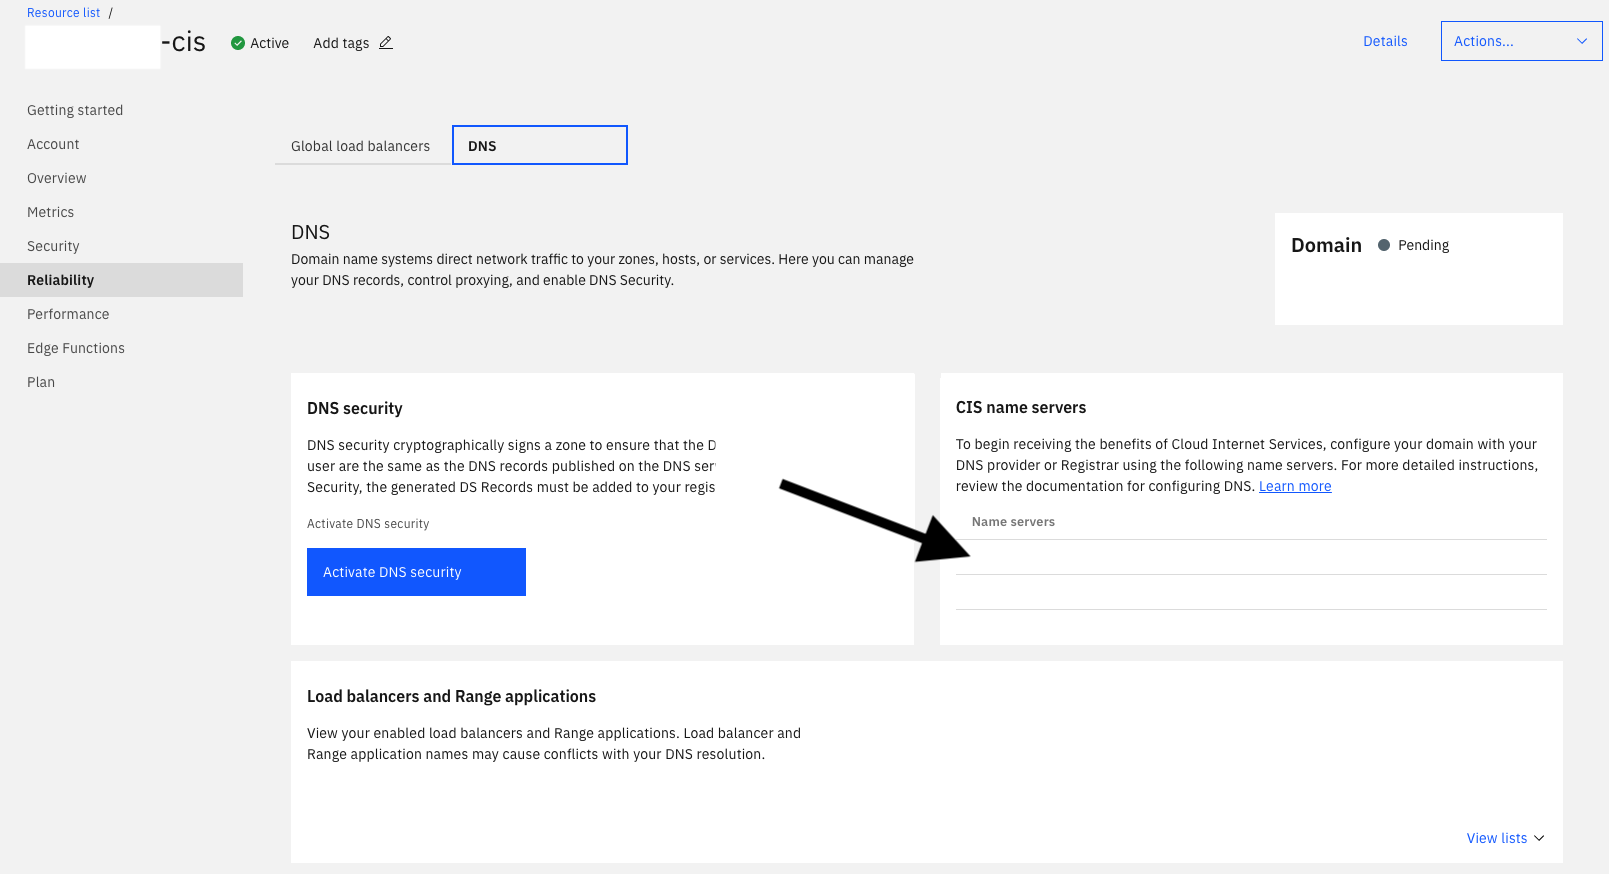 Resource list /
-cis Active Add tags
Details Actions...
Getting started
Account
Overview
Metrics
Security
Reliability
Performance
Edge Functions
Plan
Global load balancers DNS
DNS
Domain name systems direct network traffic to your zones, hosts, or services. Here you can manage
your DNS records, control proxying, and enable DNS Security.
Domain Pending
DNS security
DNS security cryptographically signs a zone to ensure that the D
user are the same as the DNS records published on the DNS ser
Security, the generated DS Records must be added to your regis
Activate DNS security
Activate DNS security
CIS name servers
To begin receiving the benefits of Cloud Internet Services, configure your domain with your
DNS provider or Registrar using the following name servers. For more detailed instructions,
review the documentation for configuring DNS. Learn more
Name servers
Load balancers and Range applications
View your enabled load balancers and Range applications. Load balancer and
Range application names may cause conflicts with your DNS resolution.
View lists